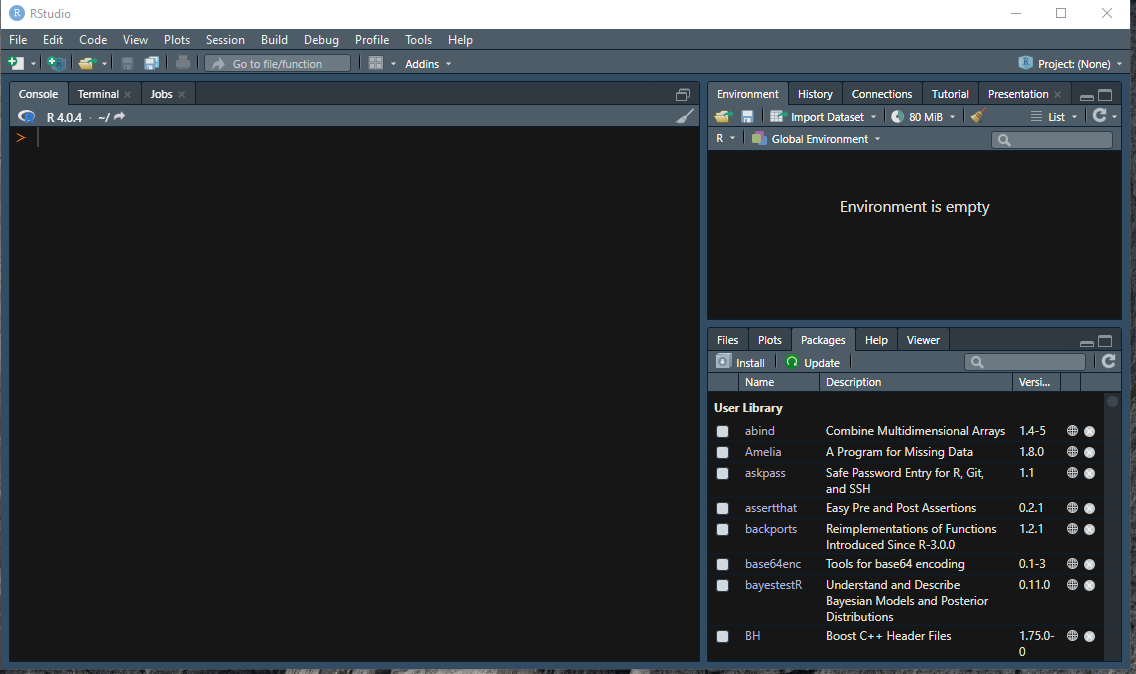 R RStudio
File Edit Code View Plots Session Build Debug Profile Tools Help
Go to file/function Addins R Project: (None)
Console Terminal Jobs
R 4.0.4 · ~/
>
Environment History Connections Tutorial Presentation
Import Dataset 80 MiB List
R Global Environment
Environment is empty
Files Plots Packages Help Viewer
Install Update
Name Description Versi...
User Library
abind Combine Multidimensional Arrays 1.4-5
Amelia A Program for Missing Data 1.8.0
askpass Safe Password Entry for R, Git, 1.1
and SSH
assertthat Easy Pre and Post Assertions 0.2.1
backports Reimplementations of Functions 1.2.1
Introduced Since R-3.0.0
base64enc Tools for base64 encoding 0.1-3
bayestestR Understand and Describe 0.11.0
Bayesian Models and Posterior
Distributions
BH Boost C++ Header Files 1.75.0-
0